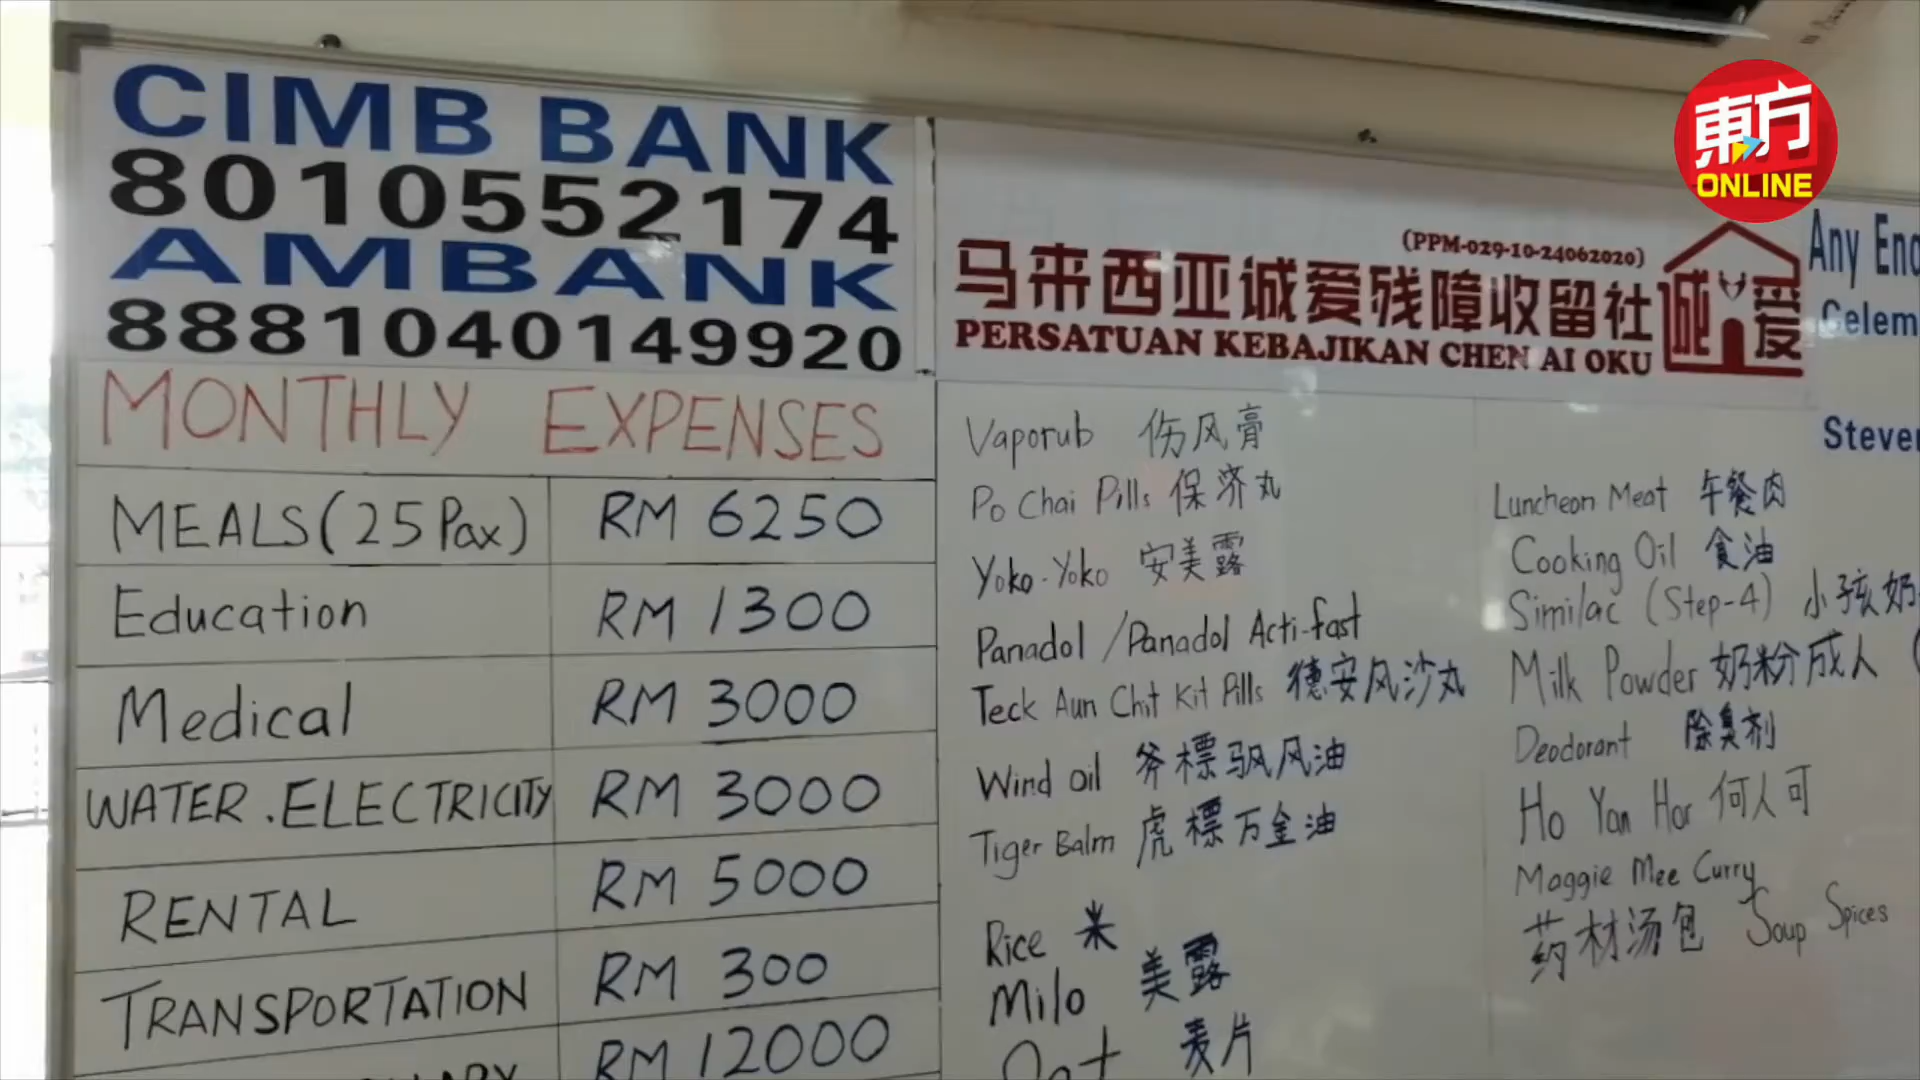 CIMB BANK
8010552174
AMBANK
8881040149920
MONTHLY EXPENSES
MEALS (25 Pax) RM 6250
Education RM 1300
Medical RM 3000
WATER . ELECTRICITY RM 3000
RENTAL RM 5000
TRANSPORTATION RM 300
RM 12000
(PPM-029-10-24062020)
马来西亚诚爱残障收留社
PERSATUAN KEBAJIKAN CHEN AI OKU
诚爱
Vaporub 伤风膏
Po Chai Pills 保济丸
Yoko-Yoko 安美露
Panadol / Panadol Acti-fast
Teck Aun Chit Kit Pills 德安风沙丸
Wind Oil 斧標驱风油
Tiger Balm 虎標万金油
Rice 米
Milo 美露
Oat 麦片
Luncheon Meat 午餐肉
Cooking Oil 食油
Similac (Step-4) 小孩奶
Milk Powder 奶粉成人 (
Deodorant 除臭剂
Ho Yan Hor 何人可
Maggie Mee Curry
药材汤包 Soup Spices
Any
Steve
東方
ONLINE